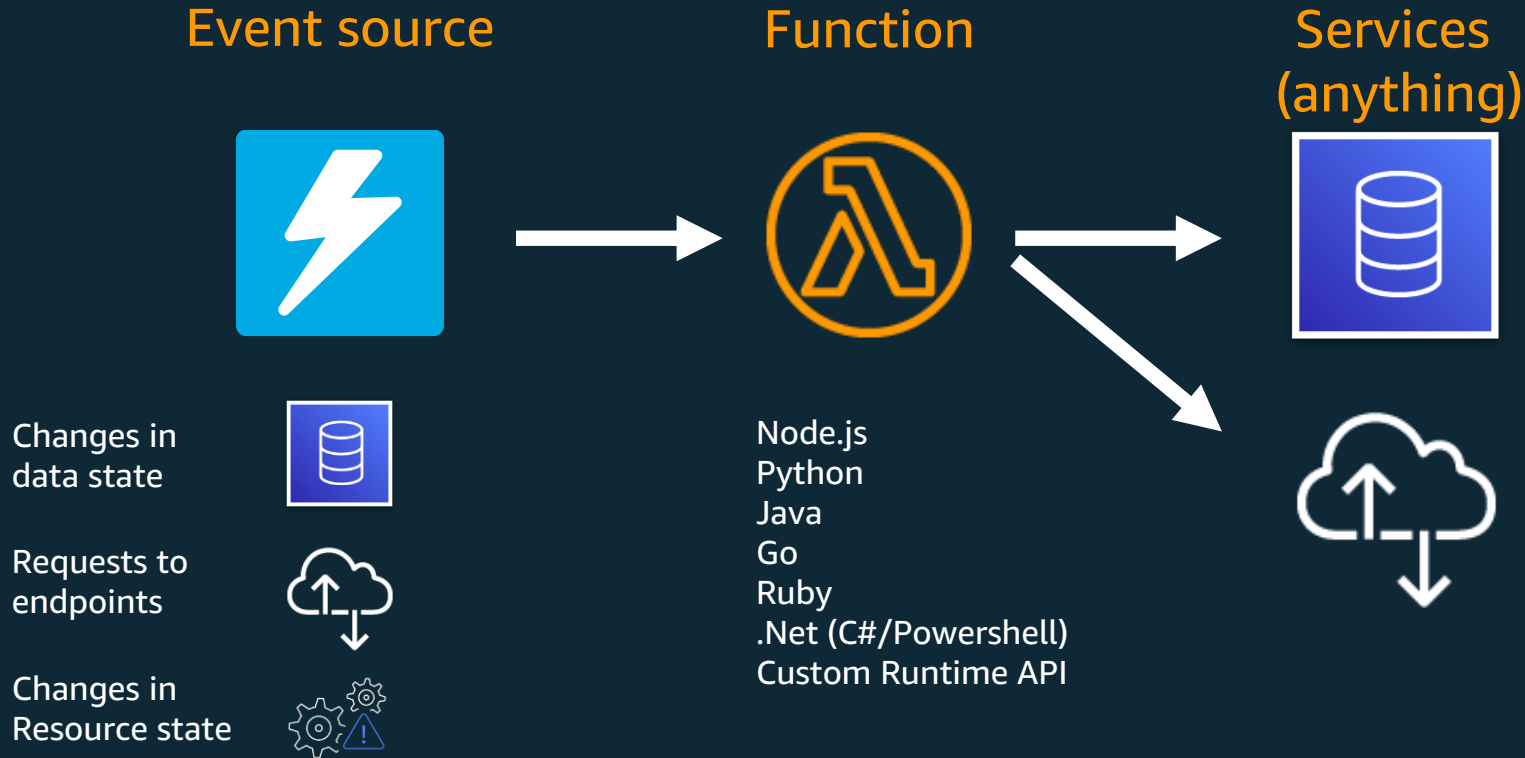 Event source
Function
Services
(anything)
Changes in
data state
Requests to
endpoints
Changes in
Resource state
Node.js
Python
Java
Go
Ruby
.Net (C#/Powershell)
Custom Runtime API